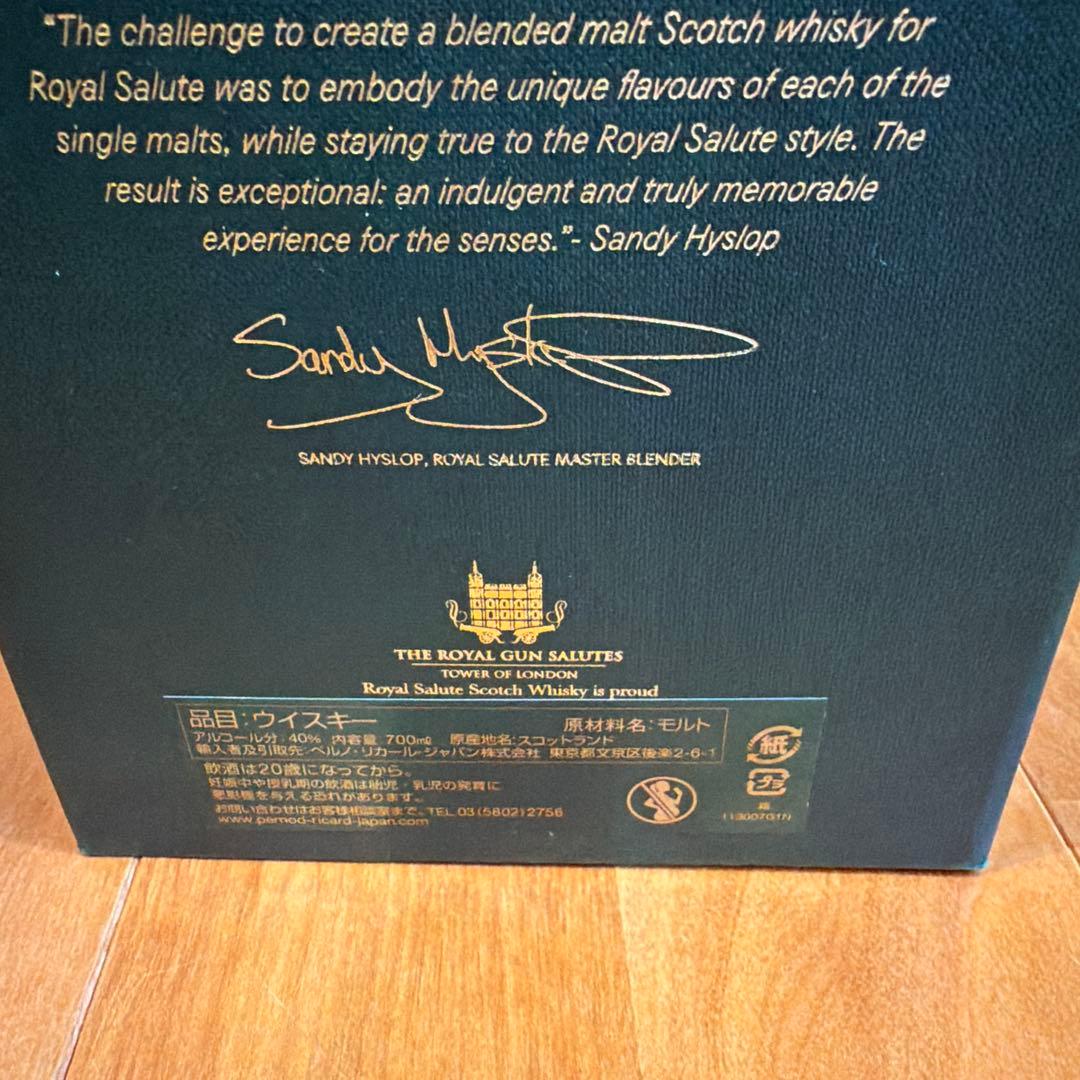 “The challenge to create a blended malt Scotch whisky for
Royal Salute was to embody the unique flavours of each of the
single malts, while staying true to the Royal Salute style. The
result is exceptional: an indulgent and truly memorable
experience for the senses.”- Sandy Hyslop
Sandy Hyslop
SANDY HYSLOP, ROYAL SALUTE MASTER BLENDER
THE ROYAL GUN SALUTES
TOWER OF LONDON
Royal Salute Scotch Whisky is proud
品目:ウイスキー 原材料名:モルト
アルコール分:40% 内容量 700mℓ 原産地名:スコットランド
輸入者及び引取先:ペルノ・リカール・ジャパン株式会社 東京都文京区後楽2-6-1
飲酒は20歳になってから。
妊娠中や授乳期の飲酒は胎児・乳児の発育に
悪影響を与える恐れがあります。
お問い合わせはお客様相談室まで。TEL.03(5802)2756
www.pernod-ricard-japan.com
紙
プラ
箱
113007G1N